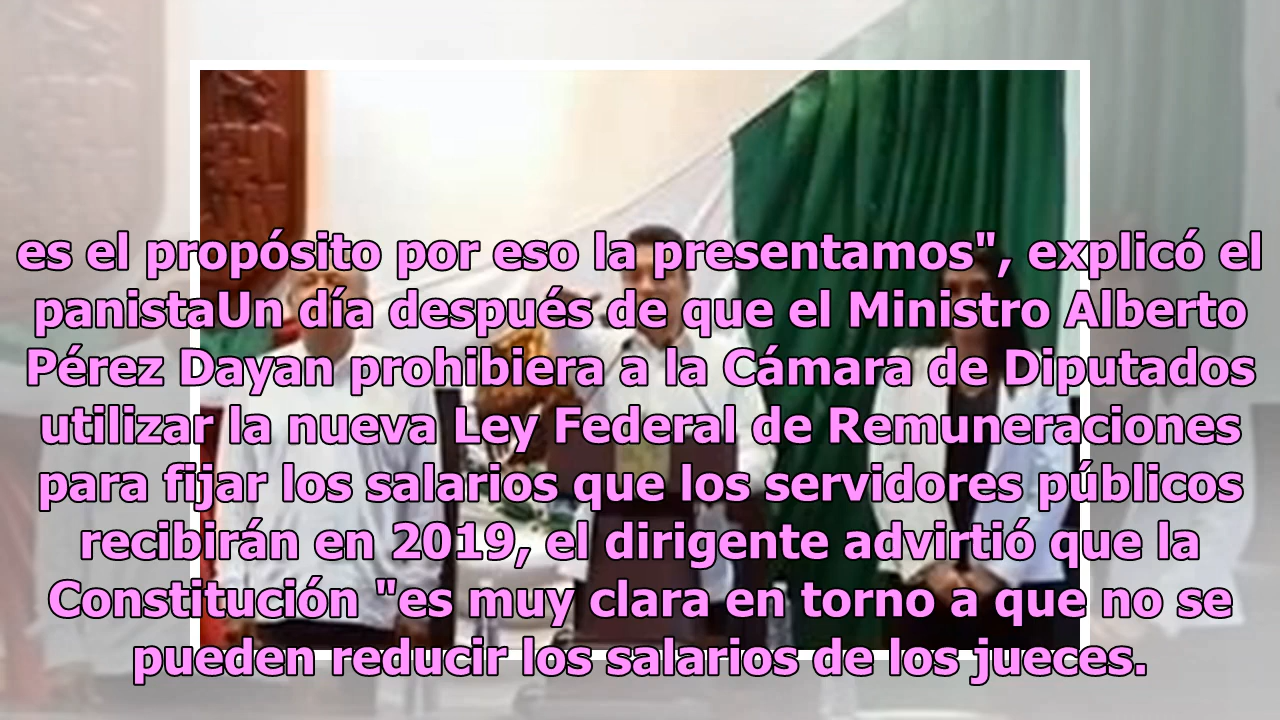 es el propósito por eso la presentamos", explicó el
panistaUn día después de que el Ministro Alberto
Pérez Dayan prohibiera a la Cámara de Diputados
utilizar la nueva Ley Federal de Remuneraciones
para fijar los salarios que los servidores públicos
recibirán en 2019, el dirigente advirtió que la
Constitución "es muy clara en torno a que no se
pueden reducir los salarios de los jueces.